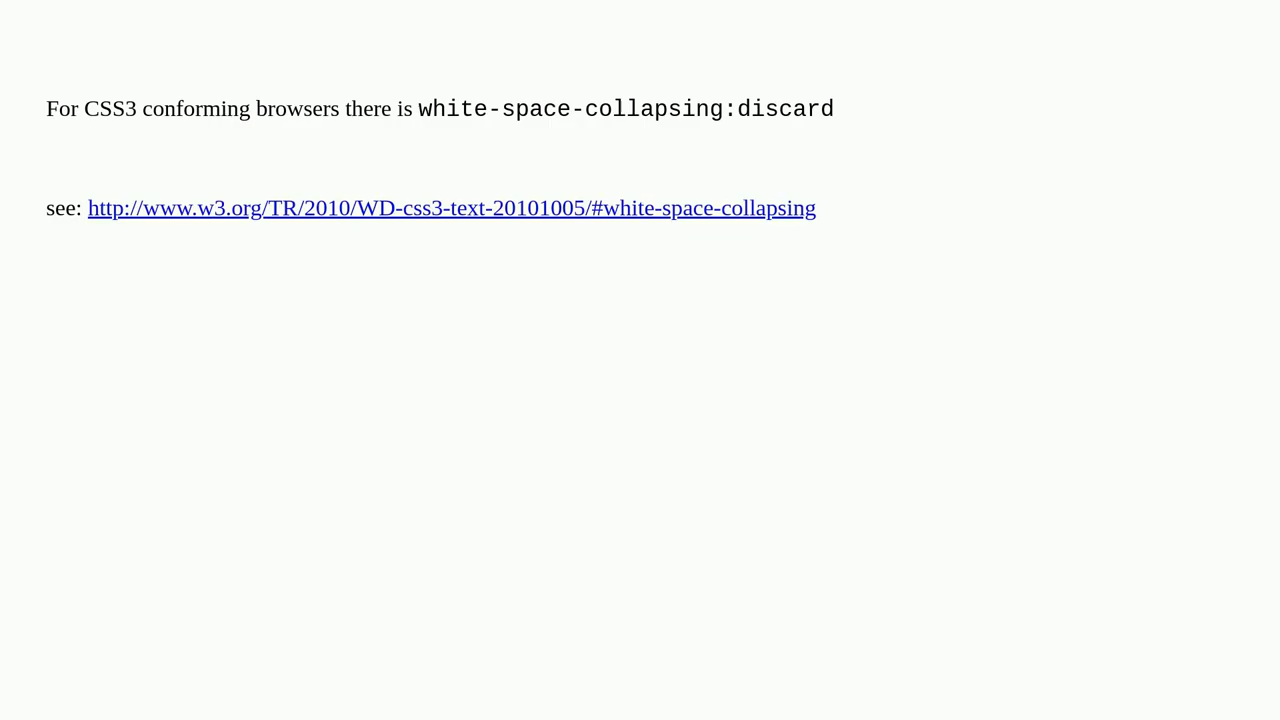 For CSS3 conforming browsers there is white-space-collapsing:discard
see: http://www.w3.org/TR/2010/WD-css3-text-20101005/#white-space-collapsing